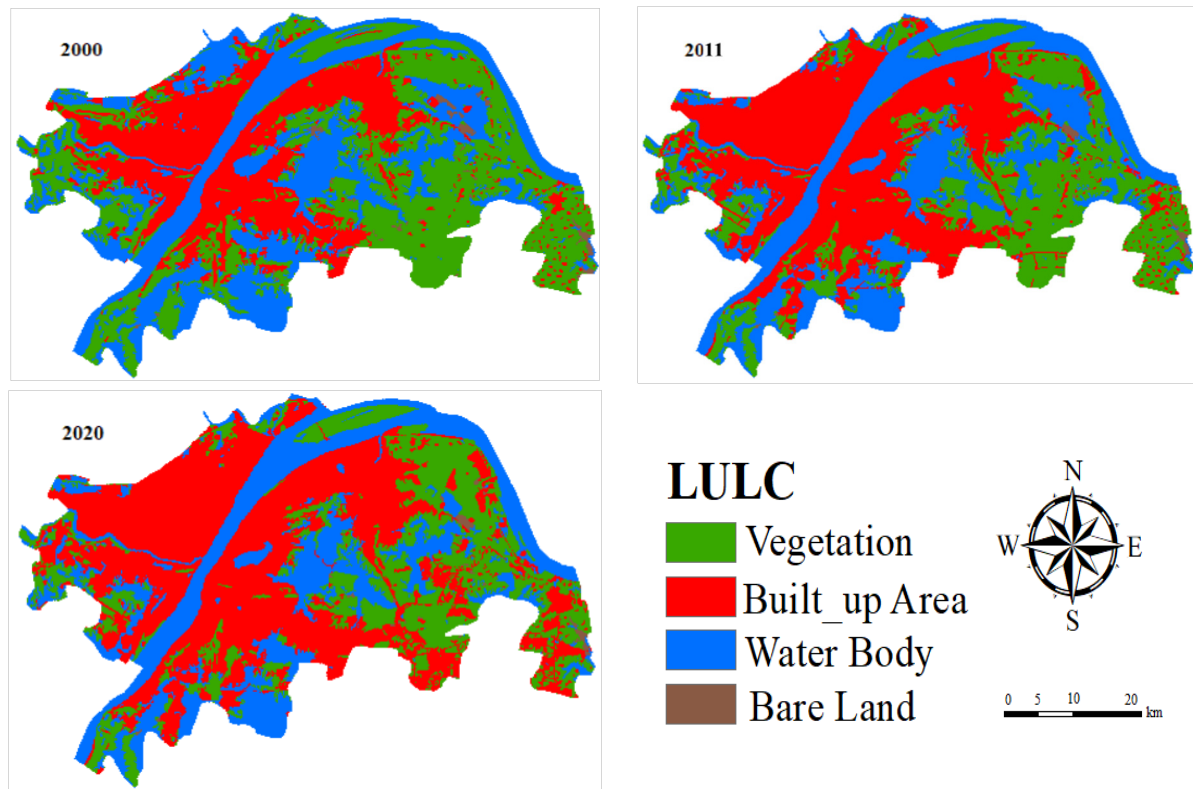 2000
2011
2020
LULC
Vegetation
Built_up Area
Water Body
Bare Land
N
W E
S
0 5 10 20
km